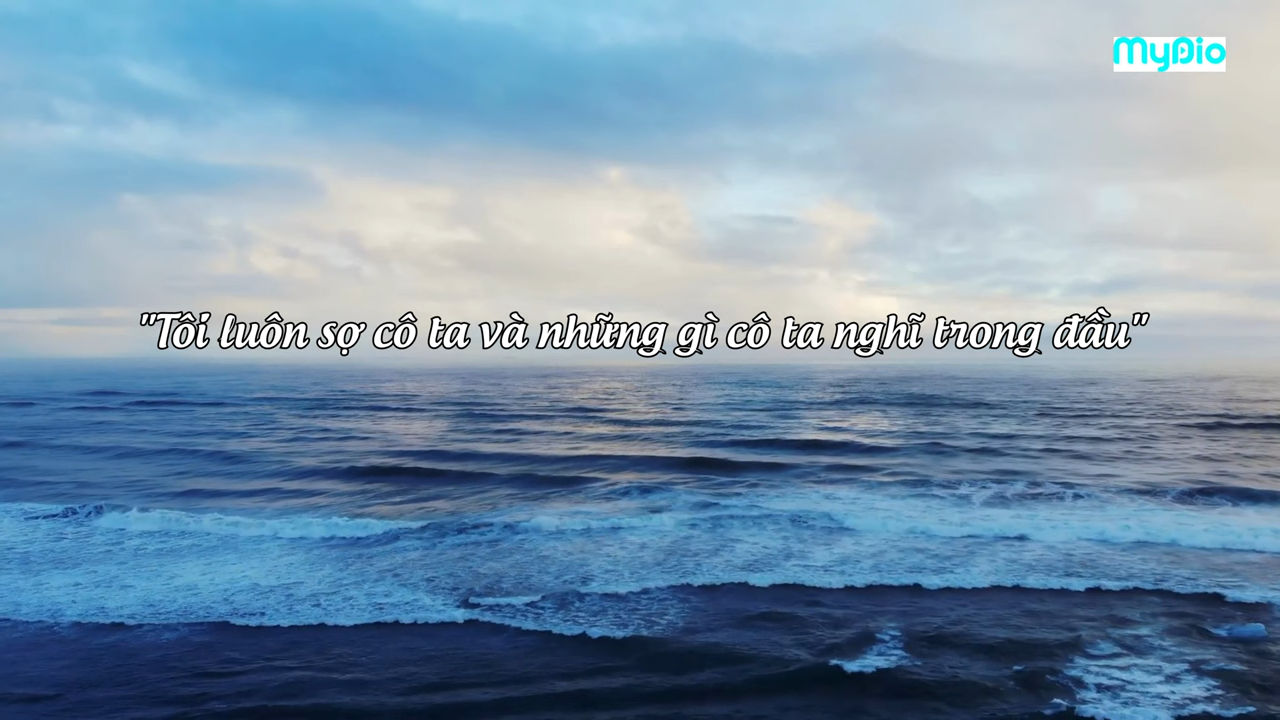 MyDio
"Tôi luôn sợ cô ta và những gì cô ta nghĩ trong đầu"